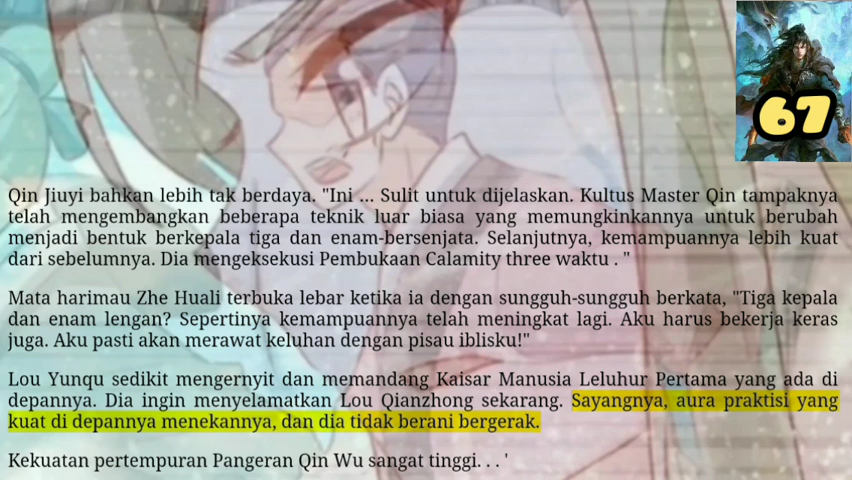 67
Qin Jiuyi bahkan lebih tak berdaya. "Ini ... Sulit untuk dijelaskan. Kultus Master Qin tampaknya
telah mengembangkan beberapa teknik luar biasa yang memungkinkannya untuk berubah
menjadi bentuk berkepala tiga dan enam-bersenjata. Selanjutnya, kemampuannya lebih kuat
dari sebelumnya. Dia mengeksekusi Pembukaan Calamity three waktu . "
Mata harimau Zhe Huali terbuka lebar ketika ia dengan sungguh-sungguh berkata, "Tiga kepala
dan enam lengan? Sepertinya kemampuannya telah meningkat lagi. Aku harus bekerja keras
juga. Aku pasti akan merawat keluhan dengan pisau iblisku!"
Lou Yunqu sedikit mengernyit dan memandang Kaisar Manusia Leluhur Pertama yang ada di
depannya. Dia ingin menyelamatkan Lou Qianzhong sekarang. Sayangnya, aura praktisi yang
kuat di depannya menekannya, dan dia tidak berani bergerak.
Kekuatan pertempuran Pangeran Qin Wu sangat tinggi. . . '